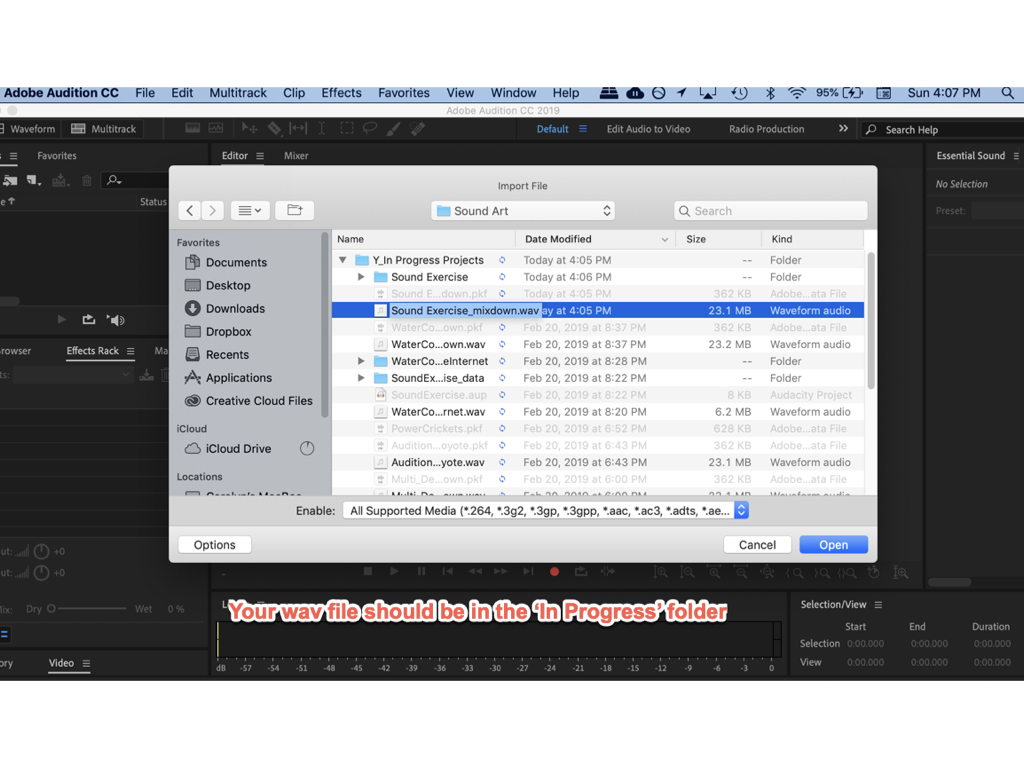 Adobe Audition CC File Edit Multitrack Clip Effects Favorites View Window Help 95% Sun 4:07 PM
Adobe Audition CC 2019
Waveform Multitrack Default Edit Audio to Video Radio Production Search Help
Favorites Editor Mixer Essential Sound
Import File
No Selection
Status
Sound Art Search
Preset:
Favorites Name Date Modified Size Kind
Documents Y_In Progress Projects Today at 4:05 PM -- Folder
Desktop Sound Exercise Today at 4:06 PM -- Folder
Sound E...down.pkf Today at 4:05 PM 362 KB Adobe...ata File
Downloads Sound Exercise_mixdown.wav ay at 4:05 PM 23.1 MB Waveform audio
Dropbox WaterCo...own.pkf Feb 20, 2019 at 8:37 PM 362 KB Adobe...ata File
Recents WaterCo...own.wav Feb 20, 2019 at 8:37 PM 23.2 MB Waveform audio
WaterCo...eInternet Feb 20, 2019 at 8:28 PM -- Folder
Applications SoundEx...ise_data Feb 20, 2019 at 8:22 PM -- Folder
Creative Cloud Files SoundExercise.aup Feb 20, 2019 at 8:22 PM 8 KB Audacity Project
WaterCo...rnet.wav Feb 20, 2019 at 8:20 PM 6.2 MB Waveform audio
iCloud PowerCrickets.pkf Feb 20, 2019 at 6:52 PM 628 KB Adobe...ata File
iCloud Drive Audition...oyote.pkf Feb 20, 2019 at 6:43 PM 362 KB Adobe...ata File
Audition...yote.wav Feb 20, 2019 at 6:43 PM 23.1 MB Waveform audio
Locations Multi_De...own.pkf Feb 20, 2019 at 6:00 PM 362 KB Adobe...ata File
Multi_De...own.wav Feb 20, 2019 at 6:00 PM 23.1 MB Waveform audio
Effects Rack
Enable: All Supported Media (*.264, *.3g2, *.3gp, *.3gpp, *.aac, *.ac3, *.adts, *.ae...
Options Cancel Open
+0
+0
Dry Wet 0 %
Your wav file should be in the ‘In Progress’ folder
Selection/View
Start End Duration
Selection 0:00.000 0:00.000 0:00.000
View 0:00.000 0:00.000 0:00.000
Video
dB -57 -54 -51 -48 -45 -42 -39 -36 -33 -30 -27 -24 -21 -18 -15 -12 -9 -6 -3 0